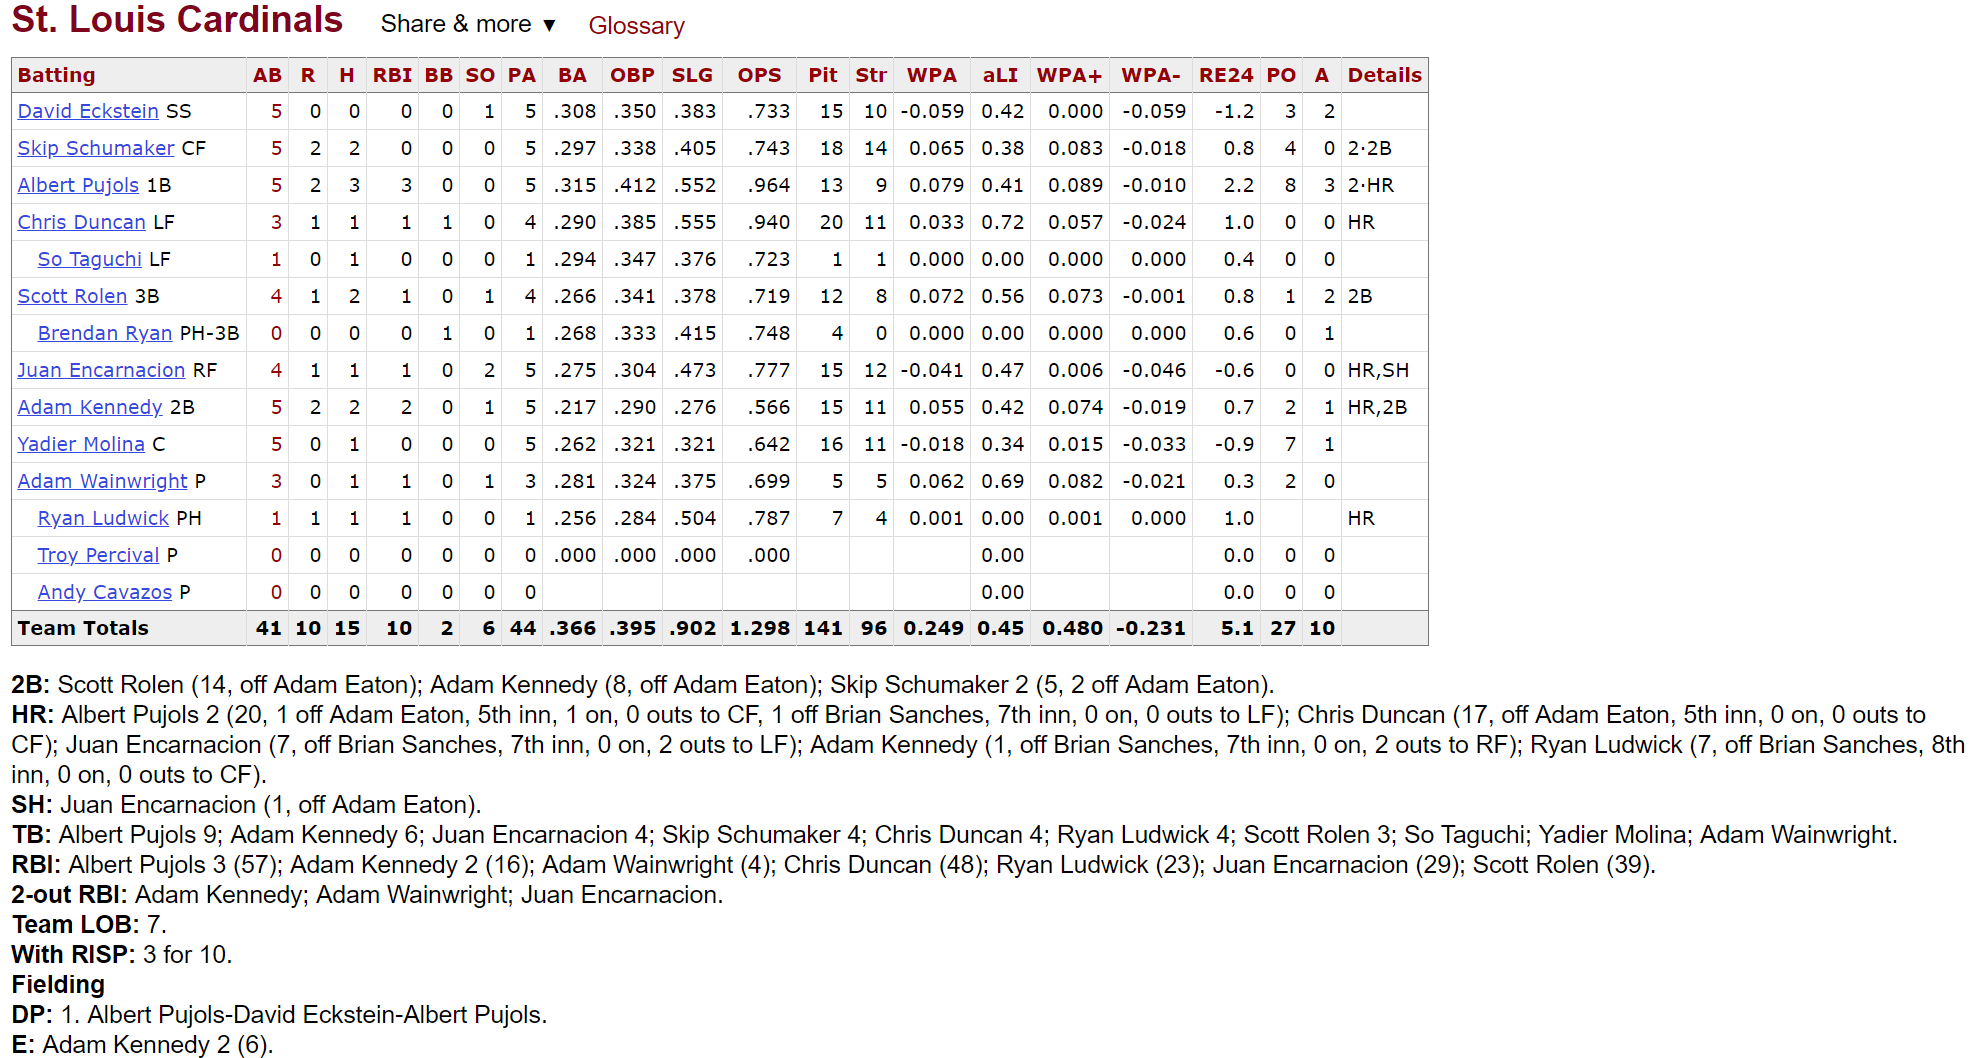 St. Louis Cardinals Share & more ▼ Glossary
Batting AB R H RBI BB SO PA BA OBP SLG OPS Pit Str WPA aLI WPA+ WPA- RE24 PO A Details
David Eckstein SS 5 0 0 0 0 1 5 .308 .350 .383 .733 15 10 -0.059 0.42 0.000 -0.059 -1.2 3 2
Skip Schumaker CF 5 2 2 0 0 0 5 .297 .338 .405 .743 18 14 0.065 0.38 0.083 -0.018 0.8 4 0 2·2B
Albert Pujols 1B 5 2 3 3 0 0 5 .315 .412 .552 .964 13 9 0.079 0.41 0.089 -0.010 2.2 8 3 2·HR
Chris Duncan LF 3 1 1 1 1 0 4 .290 .385 .555 .940 20 11 0.033 0.72 0.057 -0.024 1.0 0 0 HR
So Taguchi LF 1 0 1 0 0 0 1 .294 .347 .376 .723 1 1 0.000 0.00 0.000 0.000 0.4 0 0
Scott Rolen 3B 4 1 2 1 0 1 4 .266 .341 .378 .719 12 8 0.072 0.56 0.073 -0.001 0.8 1 2 2B
Brendan Ryan PH-3B 0 0 0 0 1 0 1 .268 .333 .415 .748 4 0 0.000 0.00 0.000 0.000 0.6 0 1
Juan Encarnacion RF 4 1 1 1 0 2 5 .275 .304 .473 .777 15 12 -0.041 0.47 0.006 -0.046 -0.6 0 0 HR,SH
Adam Kennedy 2B 5 2 2 2 0 1 5 .217 .290 .276 .566 15 11 0.055 0.42 0.074 -0.019 0.7 2 1 HR,2B
Yadier Molina C 5 0 1 0 0 0 5 .262 .321 .321 .642 16 11 -0.018 0.34 0.015 -0.033 -0.9 7 1
Adam Wainwright P 3 0 1 1 0 1 3 .281 .324 .375 .699 5 5 0.062 0.69 0.082 -0.021 0.3 2 0
Ryan Ludwick PH 1 1 1 1 0 0 1 .256 .284 .504 .787 7 4 0.001 0.00 0.001 0.000 1.0 HR
Troy Percival P 0 0 0 0 0 0 0 .000 .000 .000 .000 0.00 0.0 0 0
Andy Cavazos P 0 0 0 0 0 0 0 0.00 0.0 0 0
Team Totals 41 10 15 10 2 6 44 .366 .395 .902 1.298 141 96 0.249 0.45 0.480 -0.231 5.1 27 10
2B: Scott Rolen (14, off Adam Eaton); Adam Kennedy (8, off Adam Eaton); Skip Schumaker 2 (5, 2 off Adam Eaton).
HR: Albert Pujols 2 (20, 1 off Adam Eaton, 5th inn, 1 on, 0 outs to CF, 1 off Brian Sanches, 7th inn, 0 on, 0 outs to LF); Chris Duncan (17, off Adam Eaton, 5th inn, 0 on, 0 outs to
CF); Juan Encarnacion (7, off Brian Sanches, 7th inn, 0 on, 2 outs to LF); Adam Kennedy (1, off Brian Sanches, 7th inn, 0 on, 2 outs to RF); Ryan Ludwick (7, off Brian Sanches, 8th
inn, 0 on, 0 outs to CF).
SH: Juan Encarnacion (1, off Adam Eaton).
TB: Albert Pujols 9; Adam Kennedy 6; Juan Encarnacion 4; Skip Schumaker 4; Chris Duncan 4; Ryan Ludwick 4; Scott Rolen 3; So Taguchi; Yadier Molina; Adam Wainwright.
RBI: Albert Pujols 3 (57); Adam Kennedy 2 (16); Adam Wainwright (4); Chris Duncan (48); Ryan Ludwick (23); Juan Encarnacion (29); Scott Rolen (39).
2-out RBI: Adam Kennedy; Adam Wainwright; Juan Encarnacion.
Team LOB: 7.
With RISP: 3 for 10.
Fielding
DP: 1. Albert Pujols-David Eckstein-Albert Pujols.
E: Adam Kennedy 2 (6).